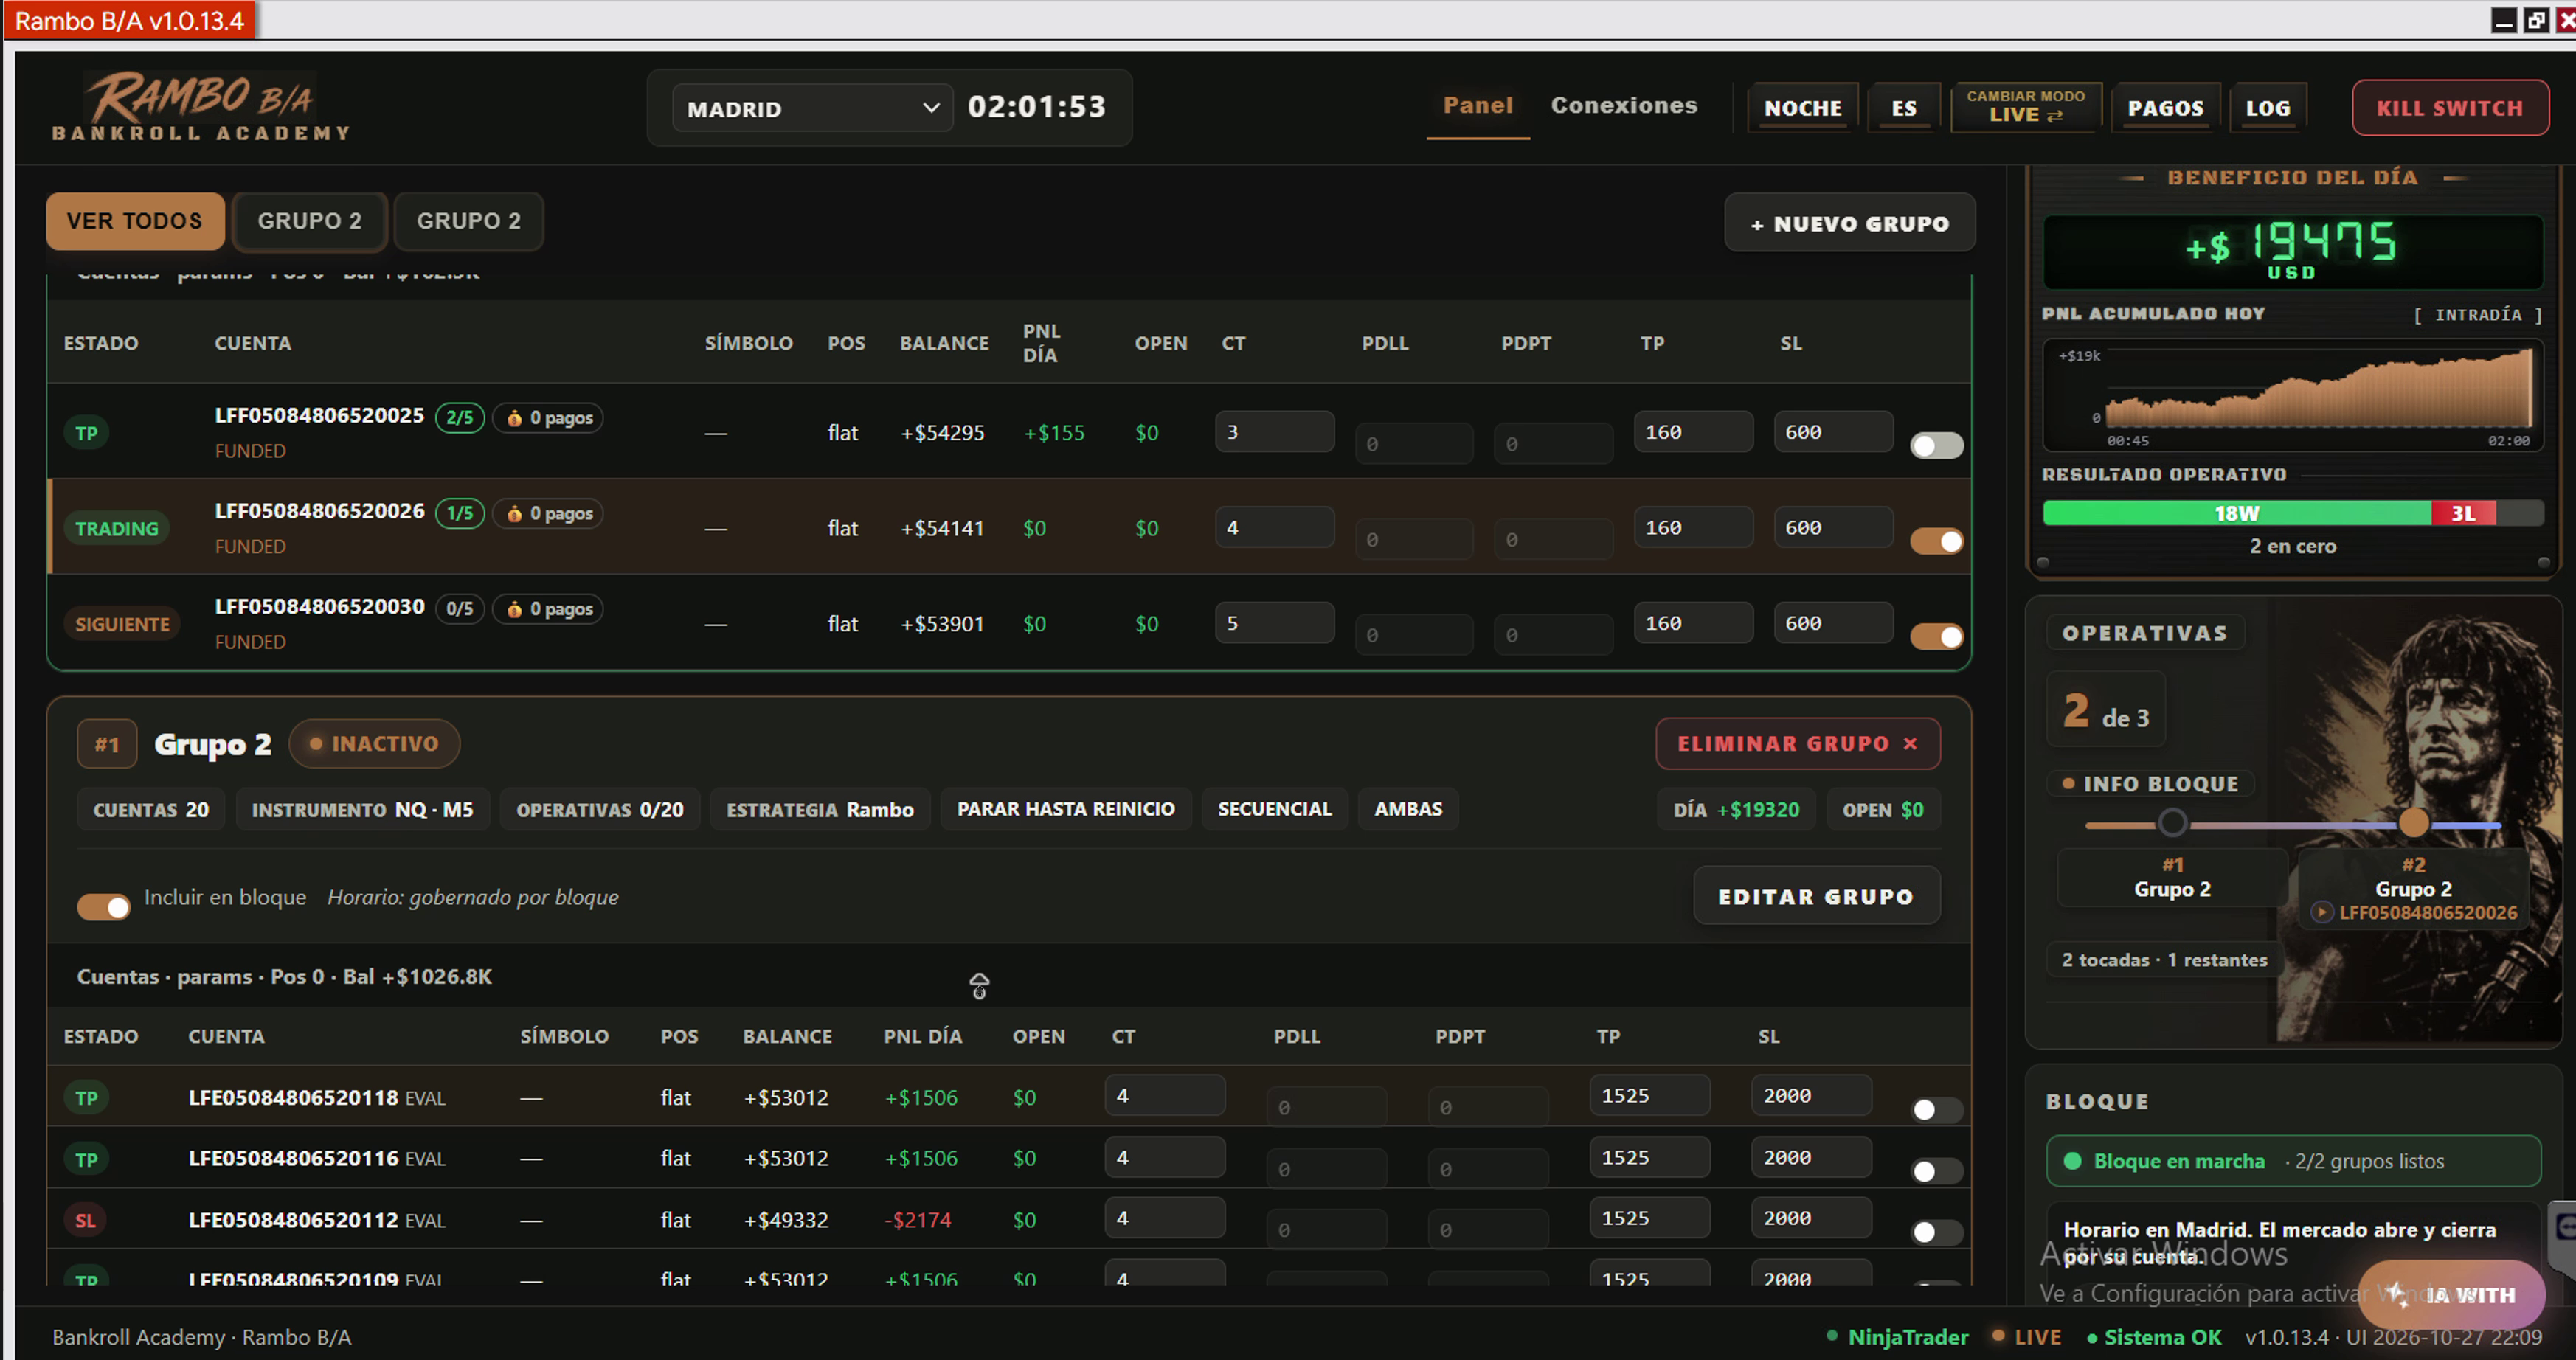 Rambo B/A v1.0.13.4
RAMBO B/A
BANKROLL ACADEMY
MADRID
02:01:53
Panel
Conexiones
NOCHE
ES
CAMBIAR MODO
LIVE ⇄
PAGOS
LOG
KILL SWITCH
VER TODOS
GRUPO 2
GRUPO 2
+ NUEVO GRUPO
ESTADO CUENTA SÍMBOLO POS BALANCE PNL DÍA OPEN CT PDLL PDPT TP SL
TP LFF05084806520025 2/5 0 pagos — flat +$54295 +$155 $0 3 0 0 160 600
FUNDED
TRADING LFF05084806520026 1/5 0 pagos — flat +$54141 $0 $0 4 0 0 160 600
FUNDED
SIGUIENTE LFF05084806520030 0/5 0 pagos — flat +$53901 $0 $0 5 0 0 160 600
FUNDED
#1 Grupo 2 INACTIVO
ELIMINAR GRUPO ×
CUENTAS 20 INSTRUMENTO NQ · M5 OPERATIVAS 0/20 ESTRATEGIA Rambo PARAR HASTA REINICIO SECUENCIAL AMBAS DÍA +$19320 OPEN $0
Incluir en bloque Horario: gobernado por bloque
EDITAR GRUPO
Cuentas · params · Pos 0 · Bal +$1026.8K
ESTADO CUENTA SÍMBOLO POS BALANCE PNL DÍA OPEN CT PDLL PDPT TP SL
TP LFE05084806520118 EVAL — flat +$53012 +$1506 $0 4 0 0 1525 2000
TP LFE05084806520116 EVAL — flat +$53012 +$1506 $0 4 0 0 1525 2000
SL LFE05084806520112 EVAL — flat +$49332 -$2174 $0 4 0 0 1525 2000
TP LFE05084806520109 EVAL — flat +$53012 +$1506 $0 4 1525 2000
BENEFICIO DEL DÍA
+$ 19475
USD
PNL ACUMULADO HOY [ INTRADÍA ]
+$19k
0
00:45 02:00
RESULTADO OPERATIVO
18W 3L
2 en cero
OPERATIVAS
2 de 3
INFO BLOQUE
#1
Grupo 2
#2
Grupo 2
LFF05084806520026
2 tocadas · 1 restantes
BLOQUE
Bloque en marcha · 2/2 grupos listos
Horario en Madrid. El mercado abre y cierra
por su cuenta.
Activar Windows
Ve a Configuración para activar Windows.
IA WITH
Bankroll Academy · Rambo B/A
NinjaTrader
LIVE
Sistema OK
v1.0.13.4 · UI 2026-10-27 22:09